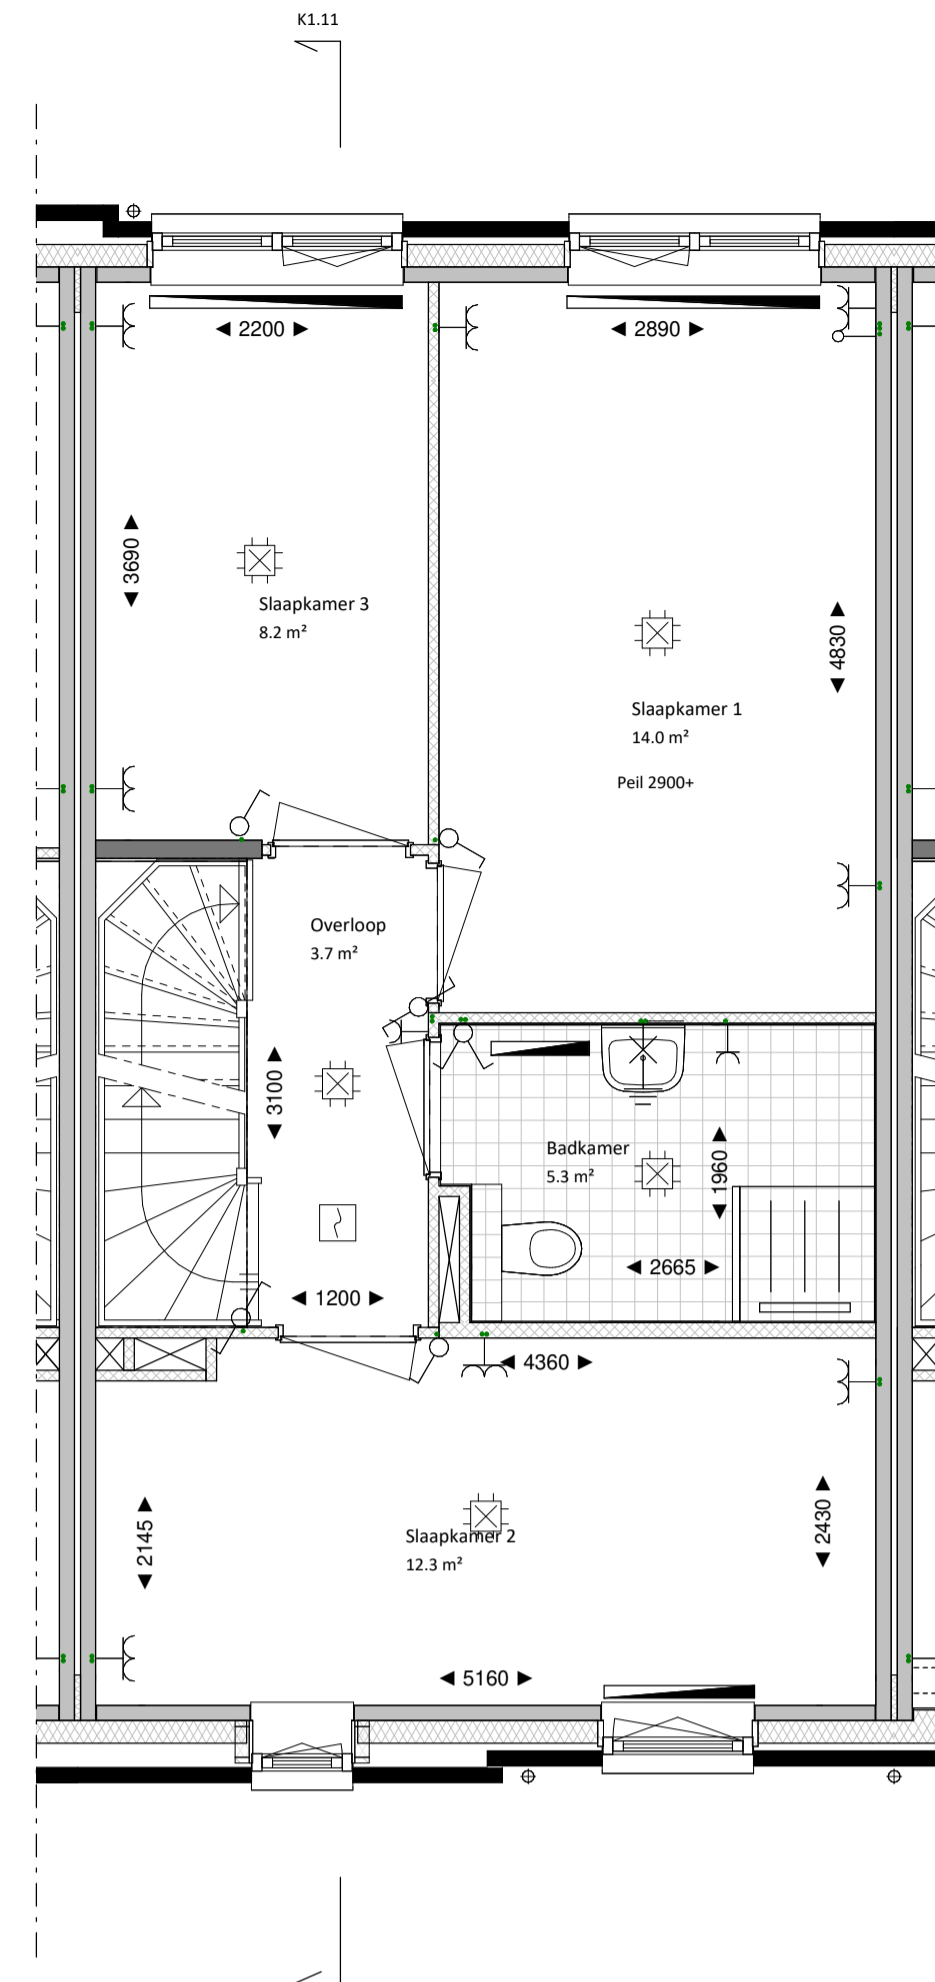 K1.11
2200
2890
3690
Slaapkamer 3
8.2 m²
4830
Slaapkamer 1
14.0 m²
Peil 2900+
Overloop
3.7 m²
3100
Badkamer
5.3 m²
1960
2665
1200
4360
2145
2430
Slaapkamer 2
12.3 m²
5160